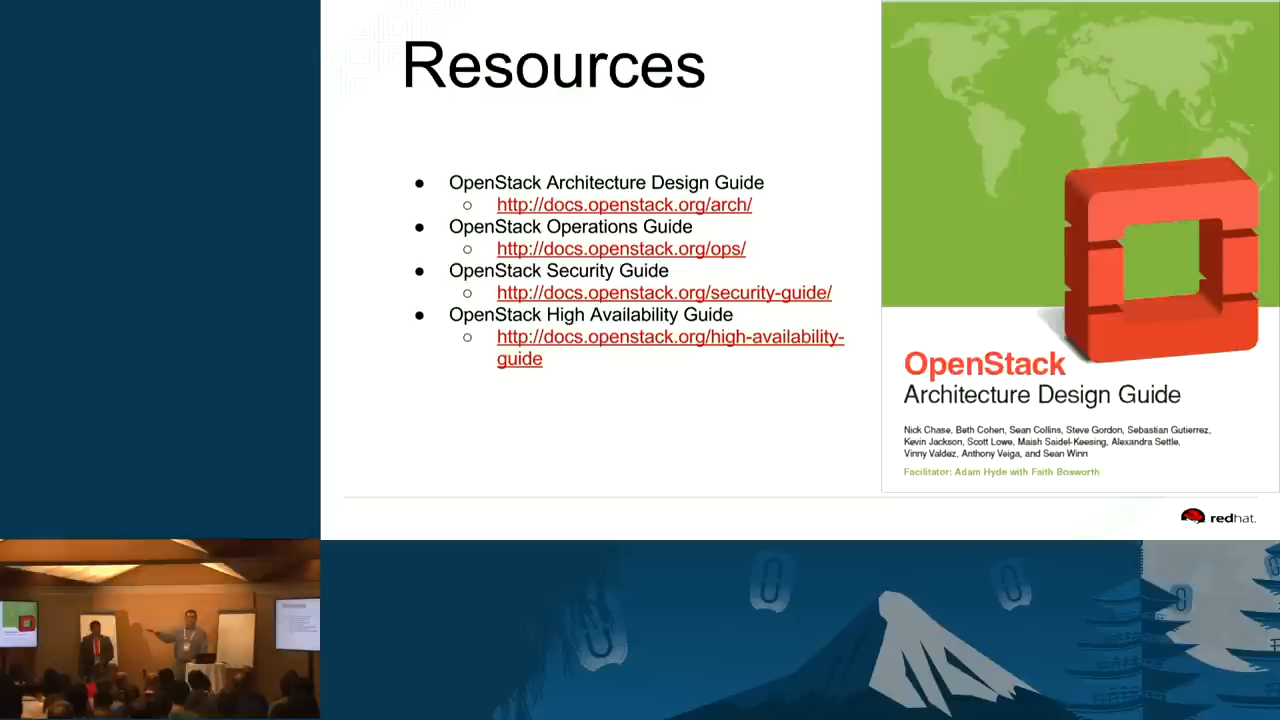 Resources
● OpenStack Architecture Design Guide
○ http://docs.openstack.org/arch/
● OpenStack Operations Guide
○ http://docs.openstack.org/ops/
● OpenStack Security Guide
○ http://docs.openstack.org/security-guide/
● OpenStack High Availability Guide
○ http://docs.openstack.org/high-availability-
guide
OpenStack
Architecture Design Guide
Nick Chase, Beth Cohen, Sean Collins, Steve Gordon, Sebastian Gutierrez,
Kevin Jackson, Scott Lowe, Maish Saidel-Keesing, Alexandra Settle,
Vinny Valdez, Anthony Veiga, and Sean Winn
Facilitator: Adam Hyde with Faith Bosworth
redhat.